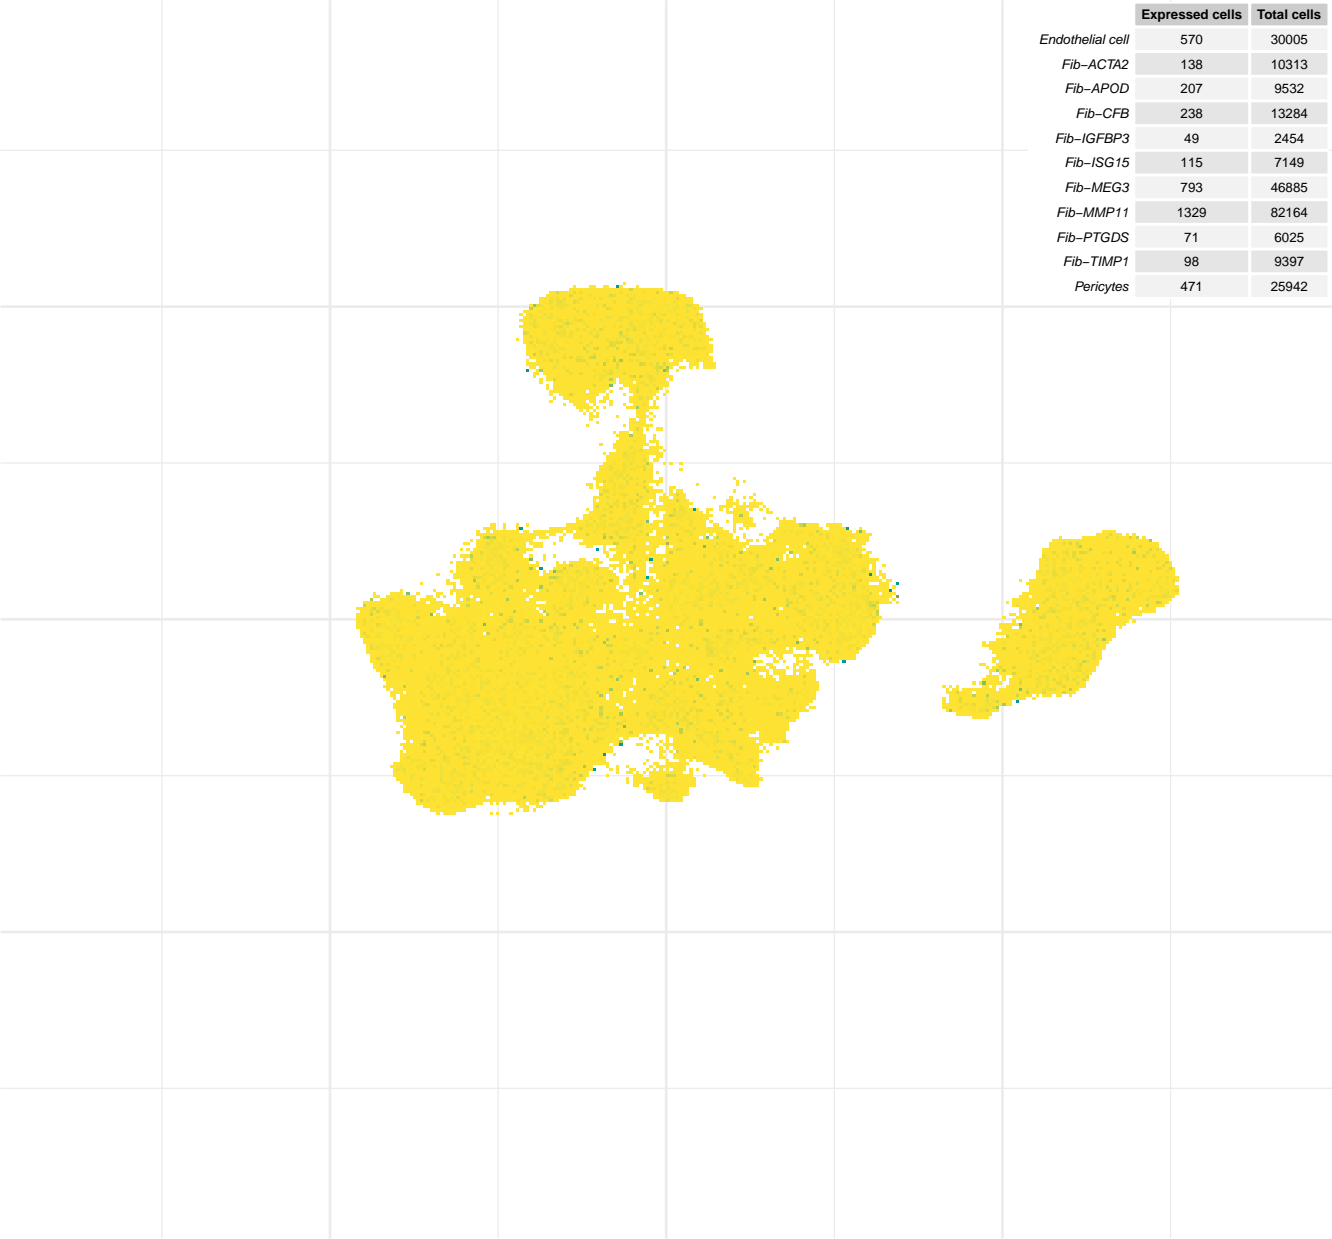 Expressed cells Total cells
Endothelial cell 570 30005
Fib−ACTA2 138 10313
Fib−APOD 207 9532
Fib−CFB 238 13284
Fib−IGFBP3 49 2454
Fib−ISG15 115 7149
Fib−MEG3 793 46885
Fib−MMP11 1329 82164
Fib−PTGDS 71 6025
Fib−TIMP1 98 9397
Pericytes 471 25942